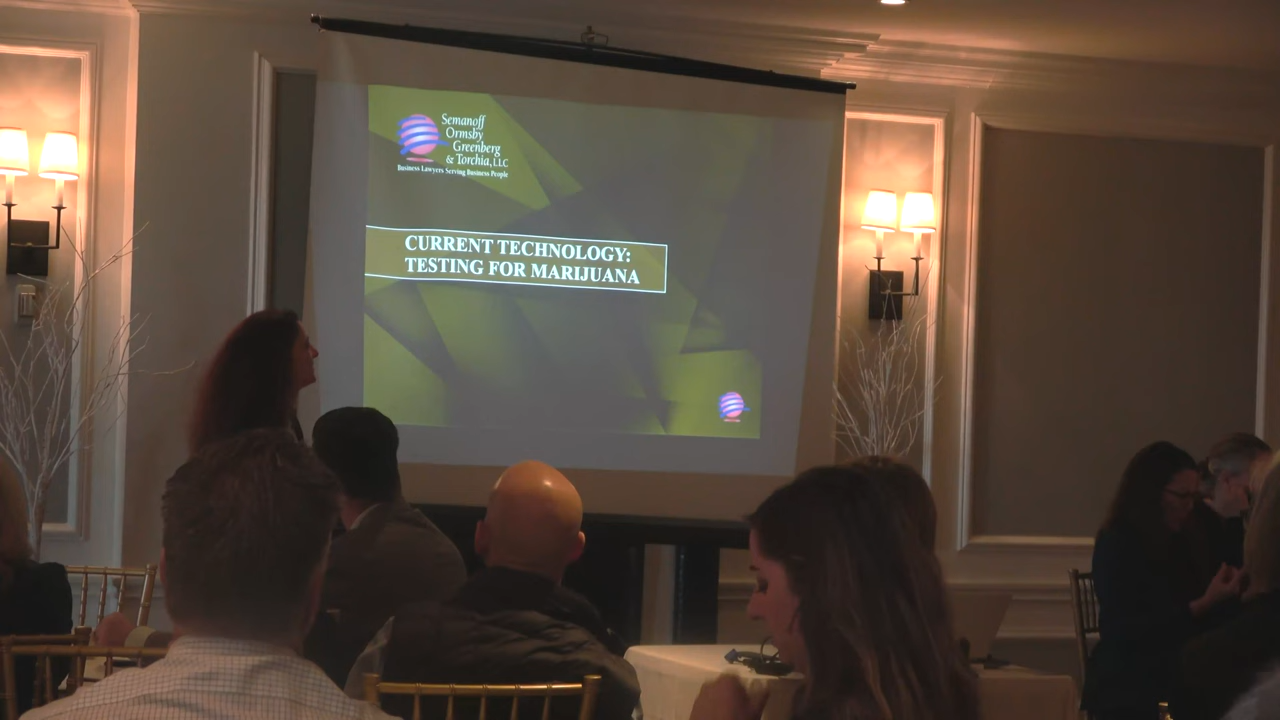 Semanoff
Ormsby
Greenberg
& Torchia, LLC
Business Lawyers Serving Business People
CURRENT TECHNOLOGY:
TESTING FOR MARIJUANA